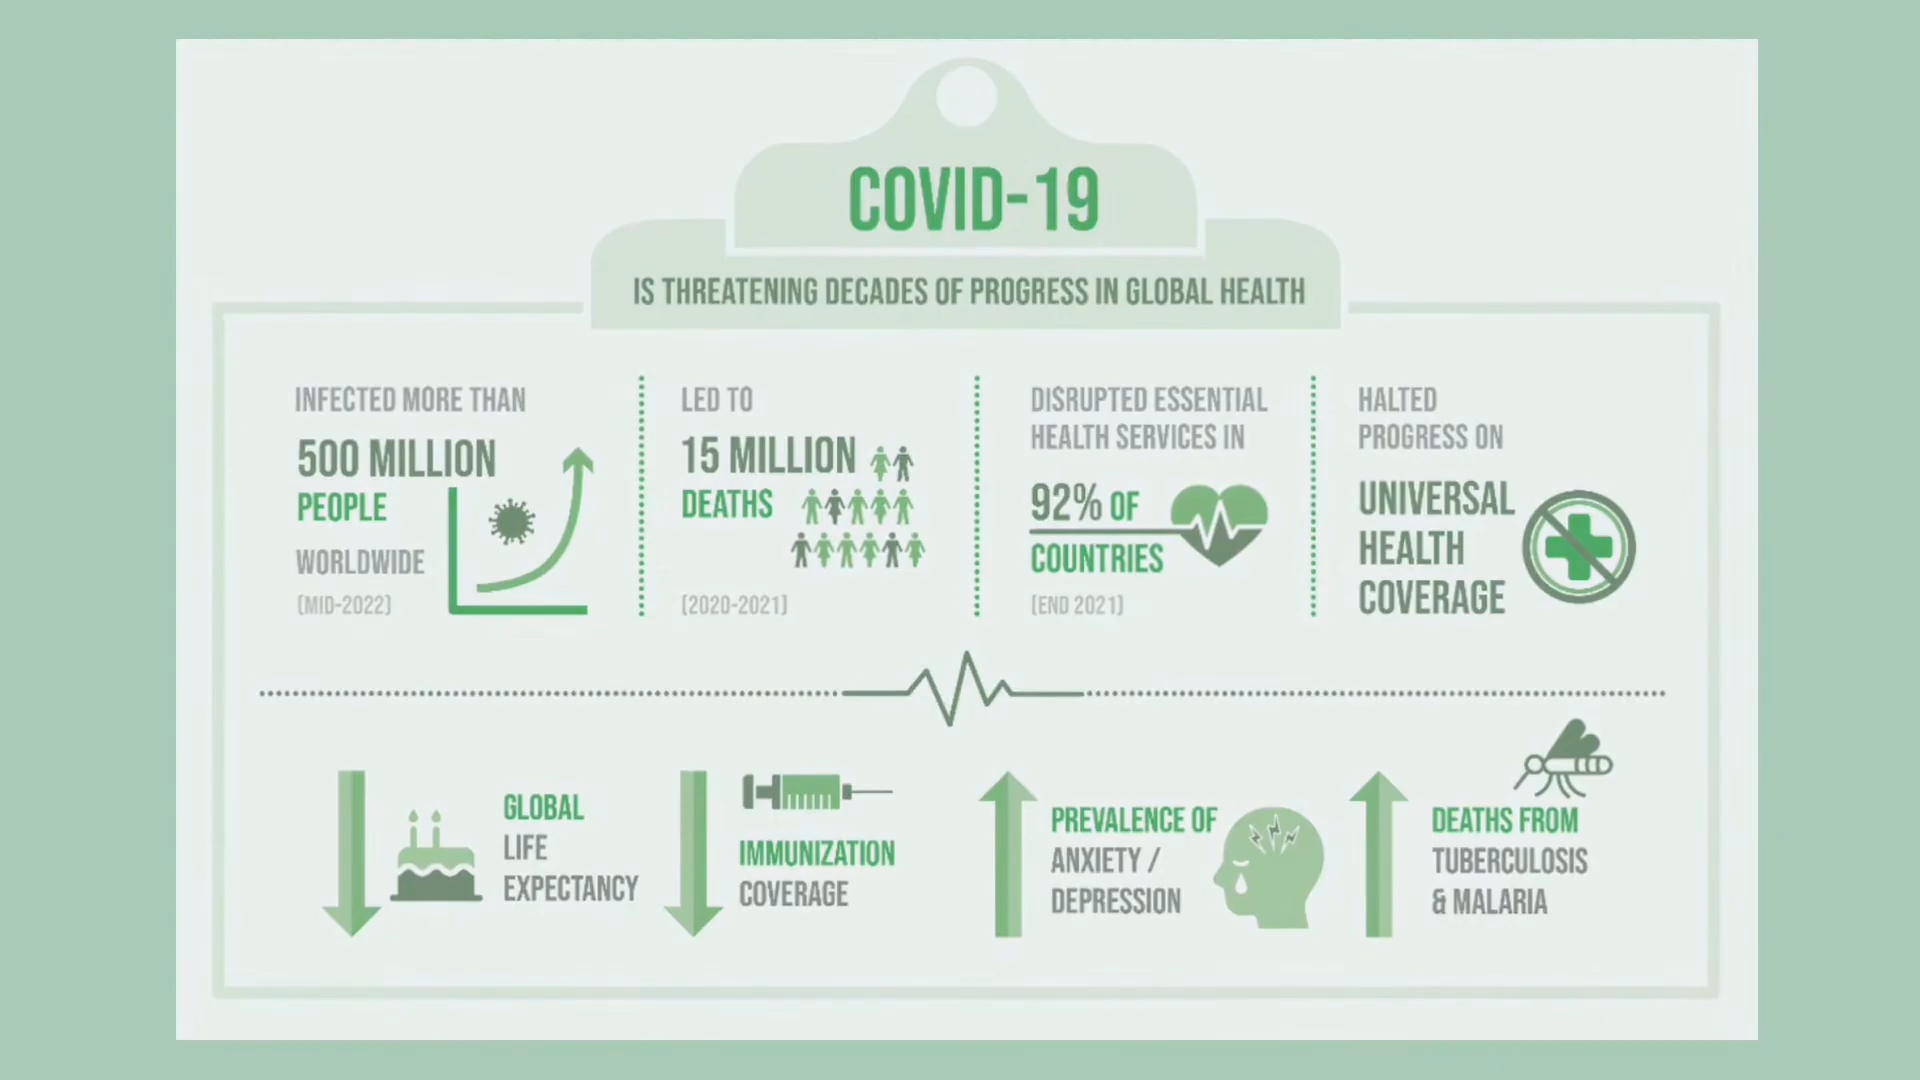 COVID-19
IS THREATENING DECADES OF PROGRESS IN GLOBAL HEALTH
INFECTED MORE THAN
500 MILLION
PEOPLE
WORLDWIDE
(MID-2022)
LED TO
15 MILLION
DEATHS
(2020-2021)
DISRUPTED ESSENTIAL
HEALTH SERVICES IN
92% OF
COUNTRIES
(END 2021)
HALTED
PROGRESS ON
UNIVERSAL
HEALTH
COVERAGE
GLOBAL
LIFE
EXPECTANCY
IMMUNIZATION
COVERAGE
PREVALENCE OF
ANXIETY /
DEPRESSION
DEATHS FROM
TUBERCULOSIS
& MALARIA